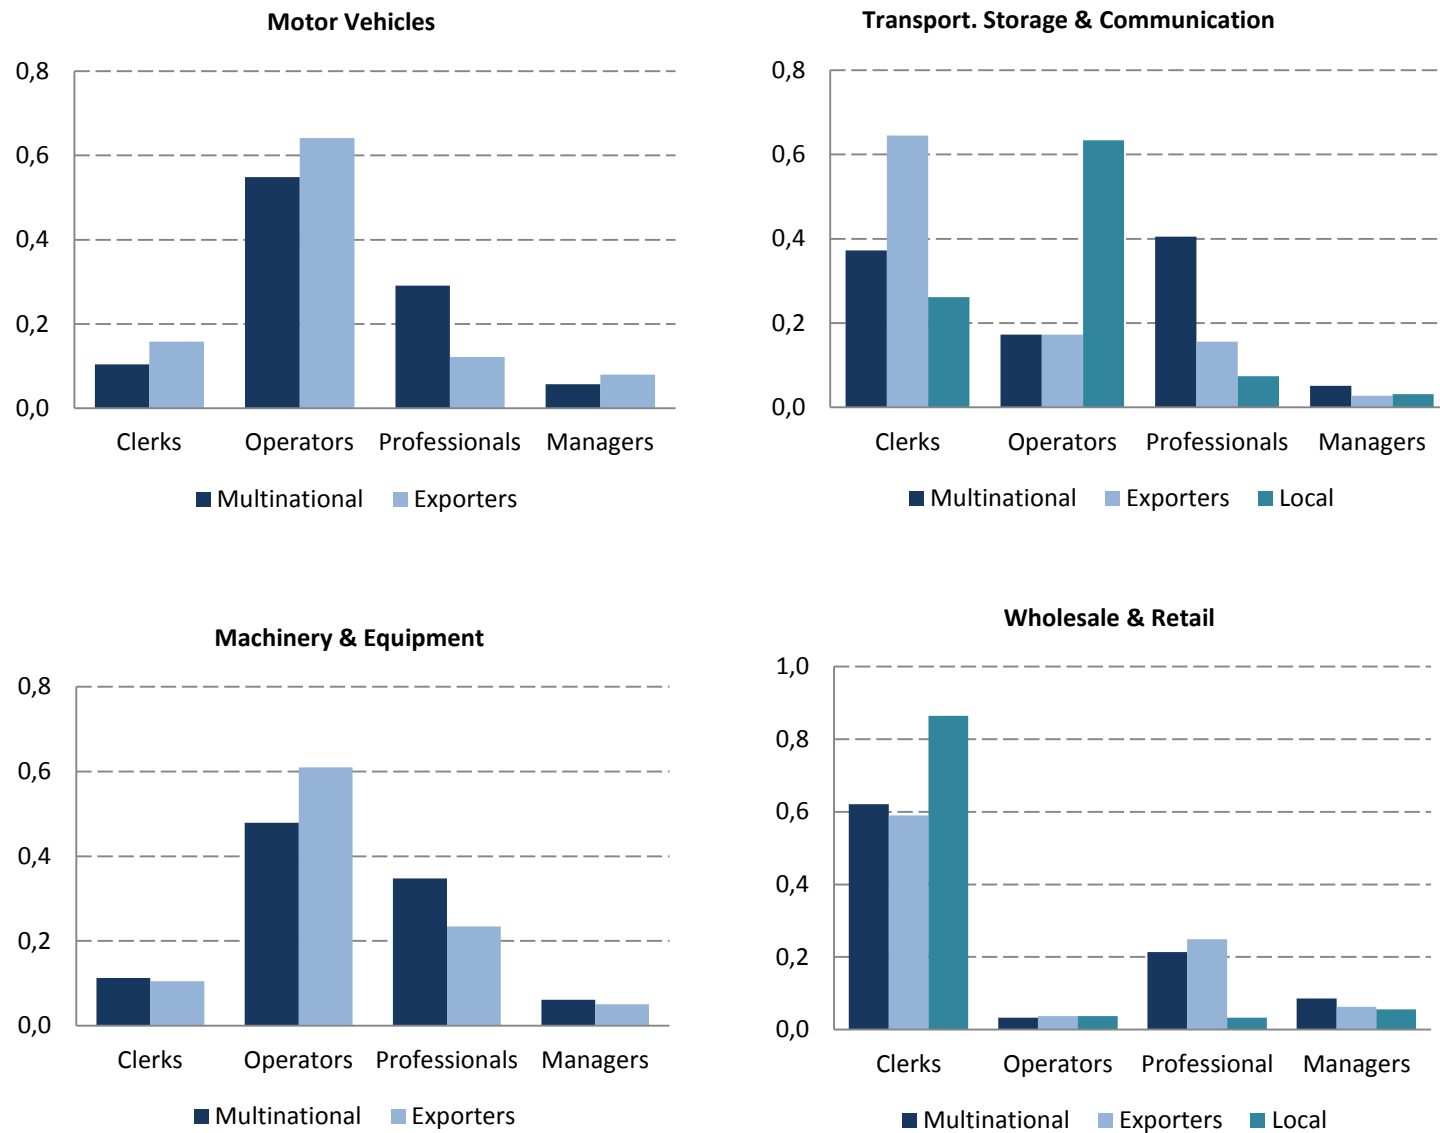 Motor Vehicles
0,8
0,6
0,4
0,2
0,0
Clerks Operators Professionals Managers
Multinational Exporters
Transport. Storage & Communication
0,8
0,6
0,4
0,2
0,0
Clerks Operators Professionals Managers
Multinational Exporters Local
Machinery & Equipment
0,8
0,6
0,4
0,2
0,0
Clerks Operators Professionals Managers
Multinational Exporters
Wholesale & Retail
1,0
0,8
0,6
0,4
0,2
0,0
Clerks Operators Professional Managers
Multinational Exporters Local